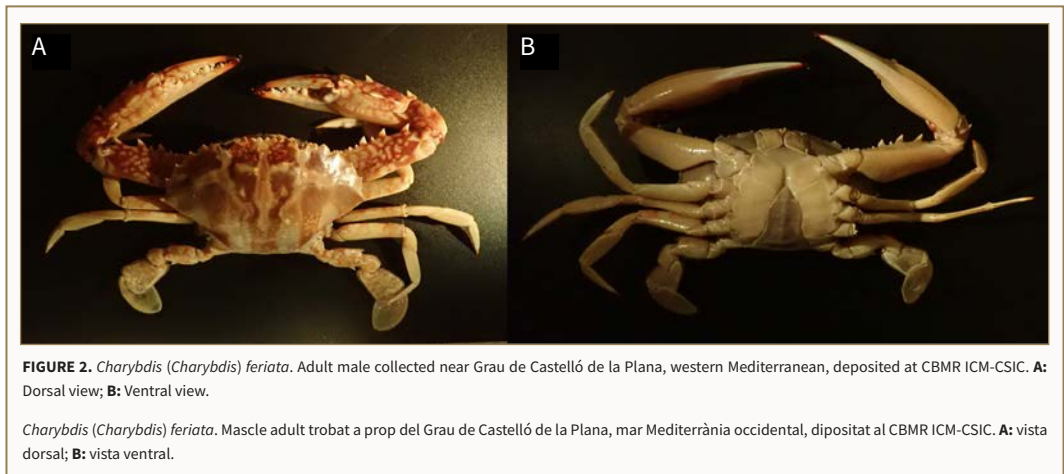 A
B
FIGURE 2. Charybdis (Charybdis) feriata. Adult male collected near Grau de Castelló de la Plana, western Mediterranean, deposited at CBMR ICM-CSIC. A:
Dorsal view; B: Ventral view.
Charybdis (Charybdis) feriata. Mascle adult trobat a prop del Grau de Castelló de la Plana, mar Mediterrània occidental, dipositat al CBMR ICM-CSIC. A: vista
dorsal; B: vista ventral.